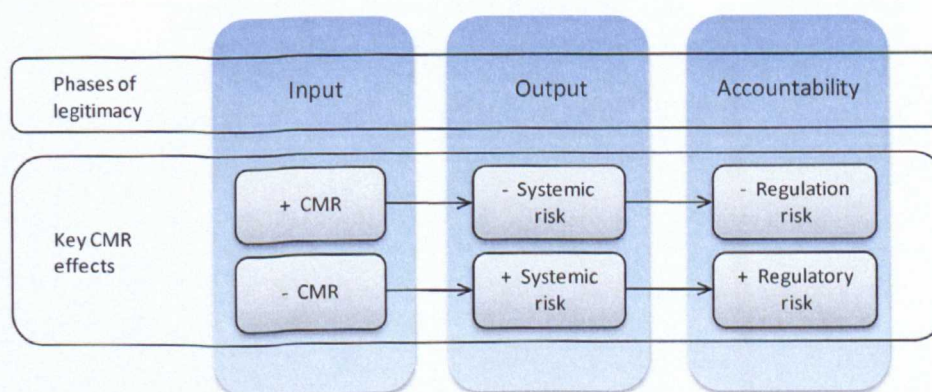 Phases of
legitimacy
Input
Output
Accountability
Key CMR
effects
+ CMR
- Systemic
risk
- Regulation
risk
- CMR
+ Systemic
risk
+ Regulatory
risk